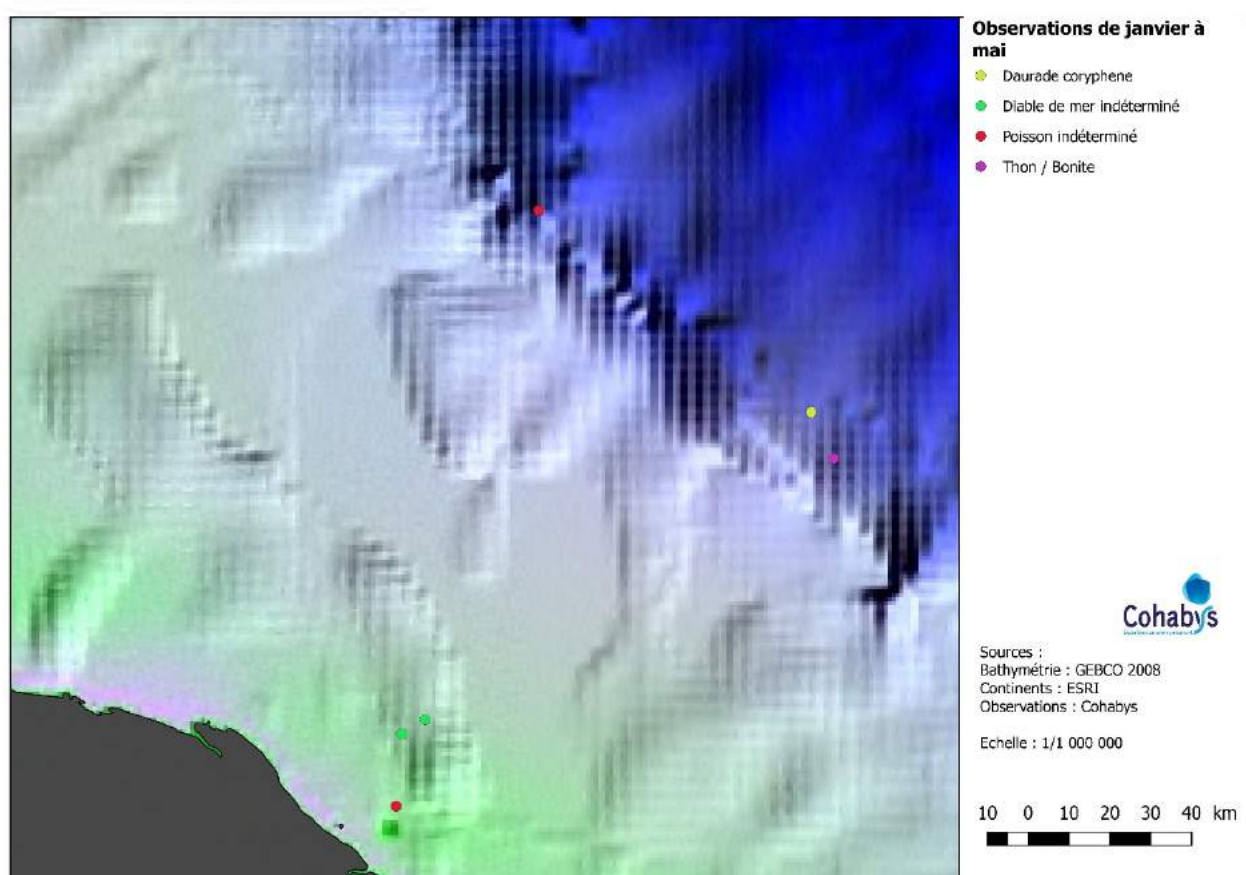 Observations de janvier à
mai
Daurade coryphene
Diable de mer indéterminé
Poisson indéterminé
Thon / Bonite
Cohabys
Sources :
Bathymétrie : GEBCO 2008
Continents : ESRI
Observations : Cohabys
Echelle : 1/1 000 000
10 0 10 20 30 40 km